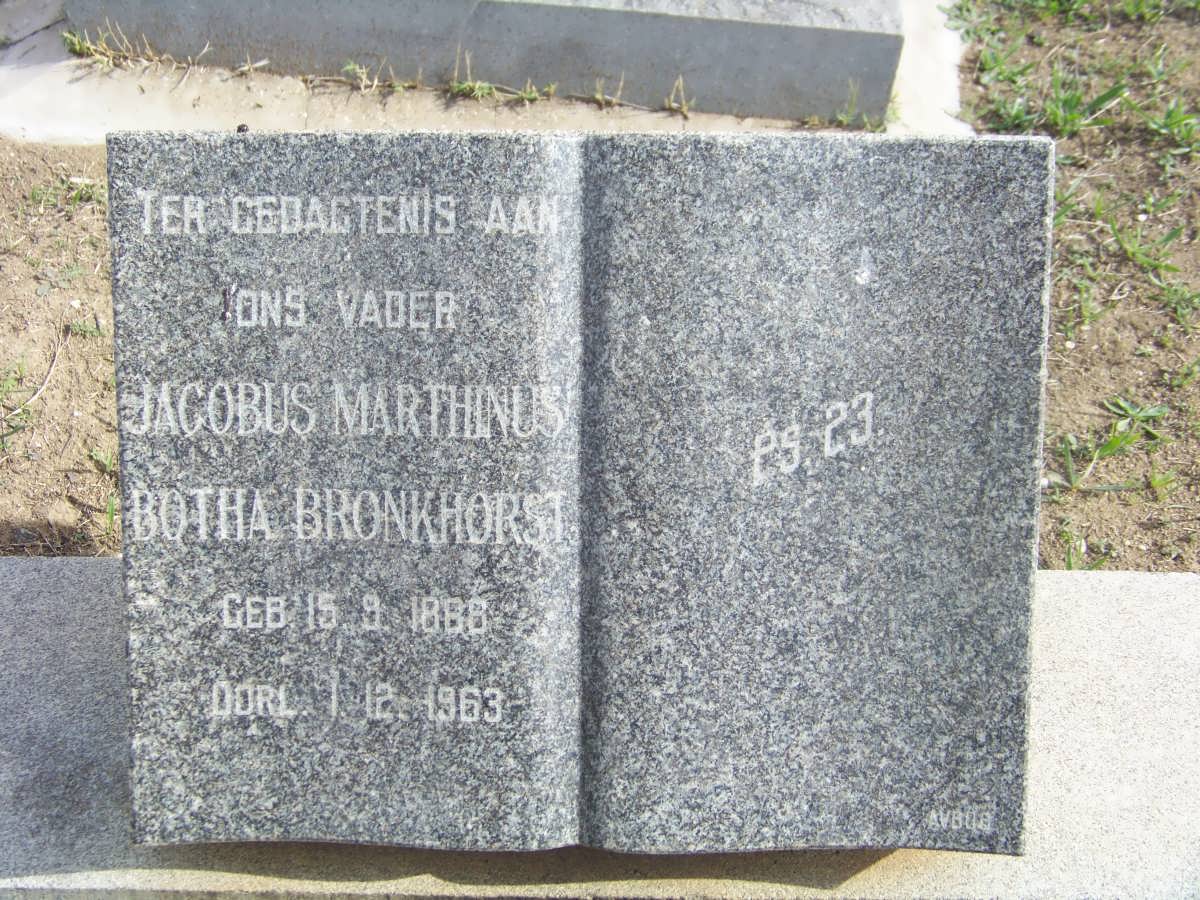 TER GEDAGTENIS AAN
ONS VADER
JACOBUS MARTHINUS
BOTHA BRONKHORST
GEB 15. 9. 1888
OORL. 1. 12. 1963
PS. 23.